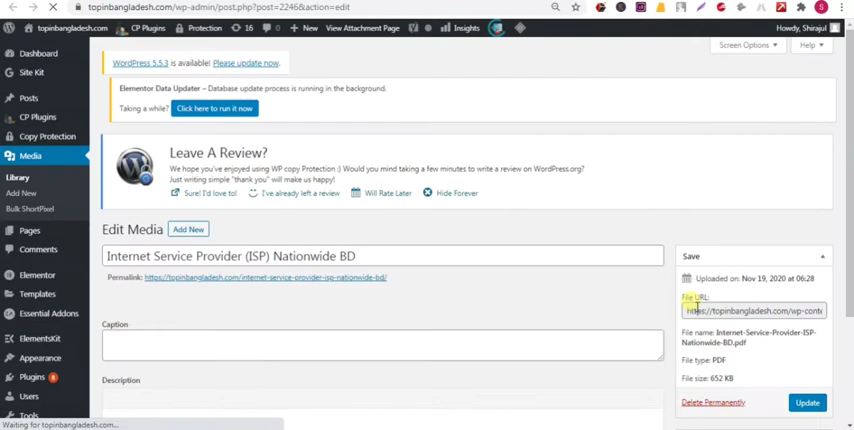 topinbangladesh.com/wp-admin/post.php?post=2246&action=edit
topinbangladesh.com CP Plugins Protection 16 0 New View Attachment Page Insights Howdy, Shirajul
Screen Options Help
Dashboard
Site Kit
Posts
CP Plugins
Copy Protection
Media
Library
Add New
Bulk ShortPixel
Pages
Comments
Elementor
Templates
Essential Addons
ElementsKit
Appearance
Plugins 8
Users
Tools
WordPress 5.5.3 is available! Please update now.
Elementor Data Updater – Database update process is running in the background.
Taking a while? Click here to run it now
Leave A Review?
We hope you've enjoyed using WP copy Protection :) Would you mind taking a few minutes to write a review on WordPress.org?
Just writing simple "thank you" will make us happy!
Sure! I'd love to! I've already left a review Will Rate Later Hide Forever
Edit Media Add New
Internet Service Provider (ISP) Nationwide BD
Permalink: https://topinbangladesh.com/internet-service-provider-isp-nationwide-bd/
Caption
Description
Save
Uploaded on: Nov 19, 2020 at 06:28
File URL:
https://topinbangladesh.com/wp-conte
File name: Internet-Service-Provider-ISP-
Nationwide-BD.pdf
File type: PDF
File size: 652 KB
Delete Permanently Update
Waiting for topinbangladesh.com...